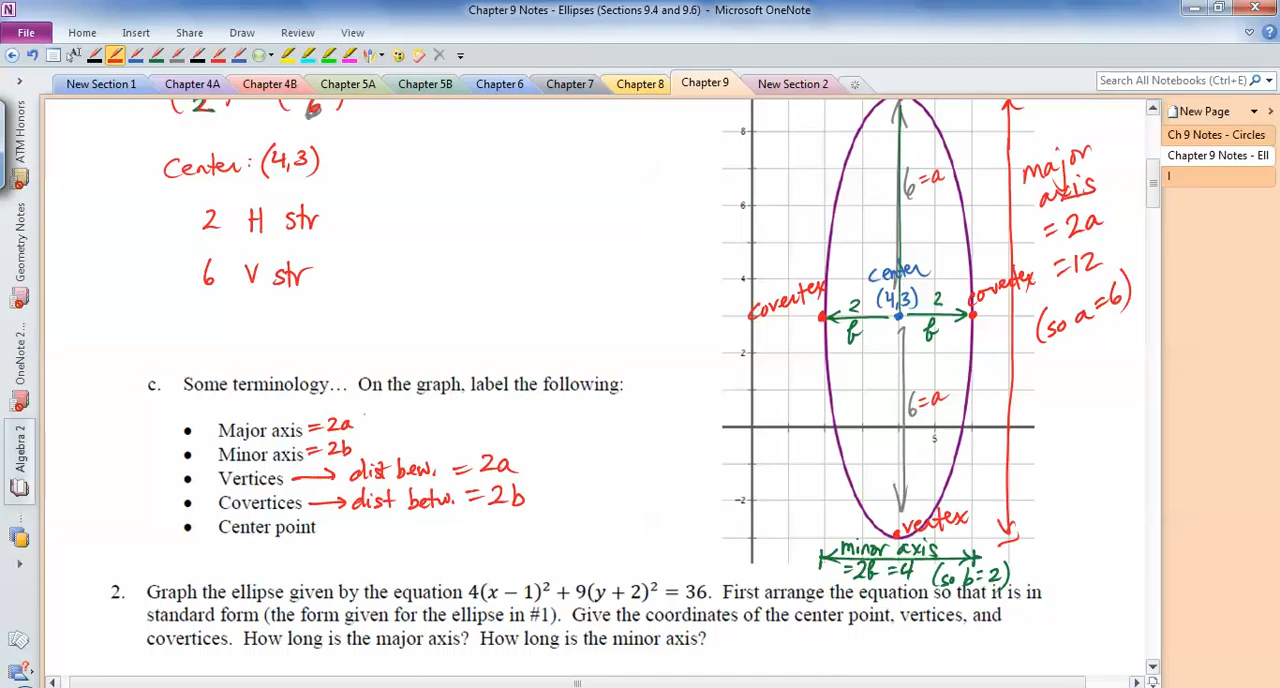 Chapter 9 Notes - Ellipses (Sections 9.4 and 9.6) - Microsoft OneNote
File Home Insert Share Draw Review View
New Section 1 Chapter 4A Chapter 4B Chapter 5A Chapter 5B Chapter 6 Chapter 7 Chapter 8 Chapter 9 New Section 2
Search All Notebooks (Ctrl+E)
New Page
Ch 9 Notes - Circles
Chapter 9 Notes - Ell
ATM Honors
Geometry Notes
OneNote 2...
Algebra 2
( 2 ) ( 6 )
Center: (4,3)
2 H str
6 V str
8
6
4
2
-2
5
6 = a
major
axis
= 2a
= 12
(so a = 6)
center
(4,3)
covertex
covertex
2
2
b
b
6 = a
vertex
minor axis
= 2b = 4 (so b = 2)
c. Some terminology… On the graph, label the following:
• Major axis = 2a
• Minor axis = 2b
• Vertices → dist bew. = 2a
• Covertices → dist betw. = 2b
• Center point
2. Graph the ellipse given by the equation 4(x − 1)² + 9(y + 2)² = 36. First arrange the equation so that it is in
standard form (the form given for the ellipse in #1). Give the coordinates of the center point, vertices, and
covertices. How long is the major axis? How long is the minor axis?